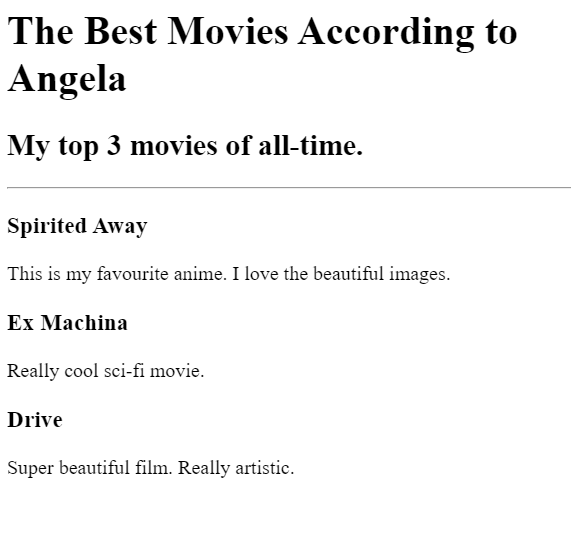 The Best Movies According to
Angela
My top 3 movies of all-time.
Spirited Away
This is my favourite anime. I love the beautiful images.
Ex Machina
Really cool sci-fi movie.
Drive
Super beautiful film. Really artistic.